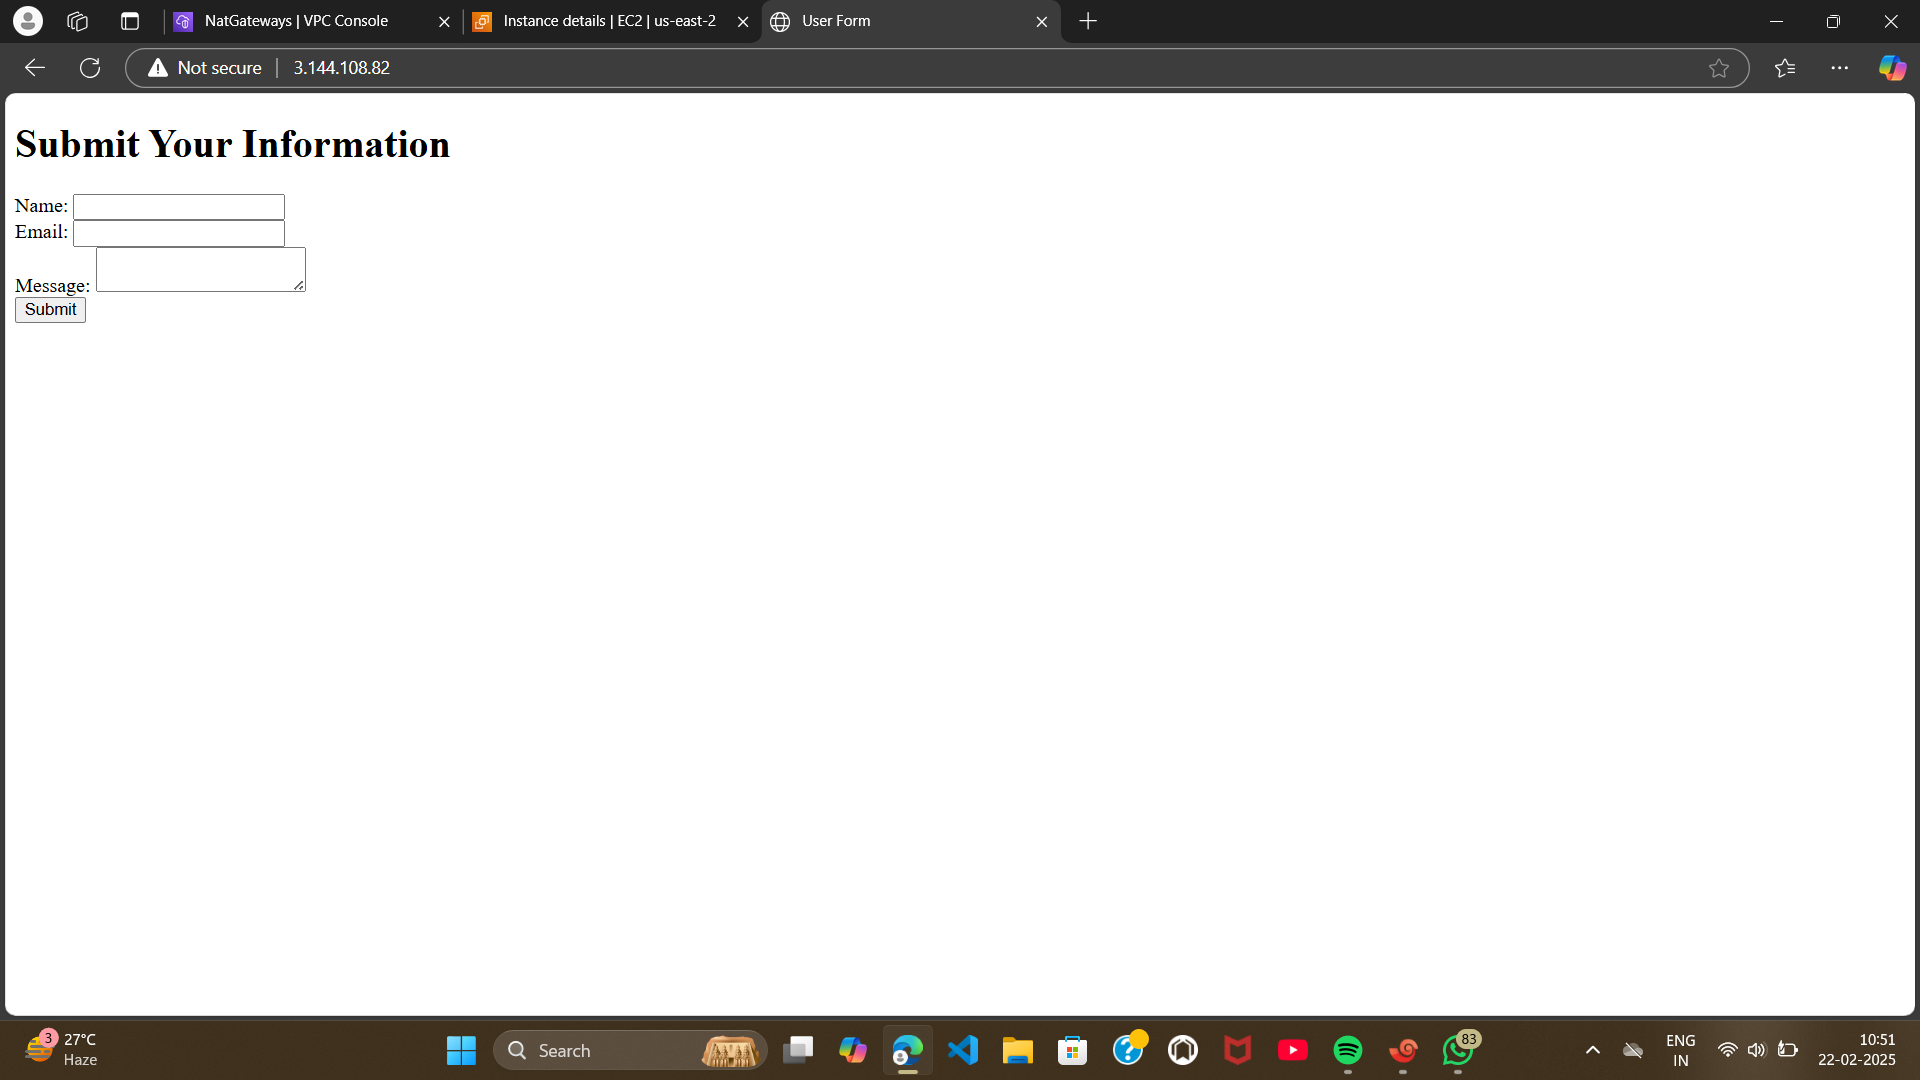 NatGateways | VPC Console
Instance details | EC2 | us-east-2
User Form
Not secure
3.144.108.82
Submit Your Information
Name:
Email:
Message:
Submit
3
27°C
Haze
Search
83
ENG
IN
10:51
22-02-2025